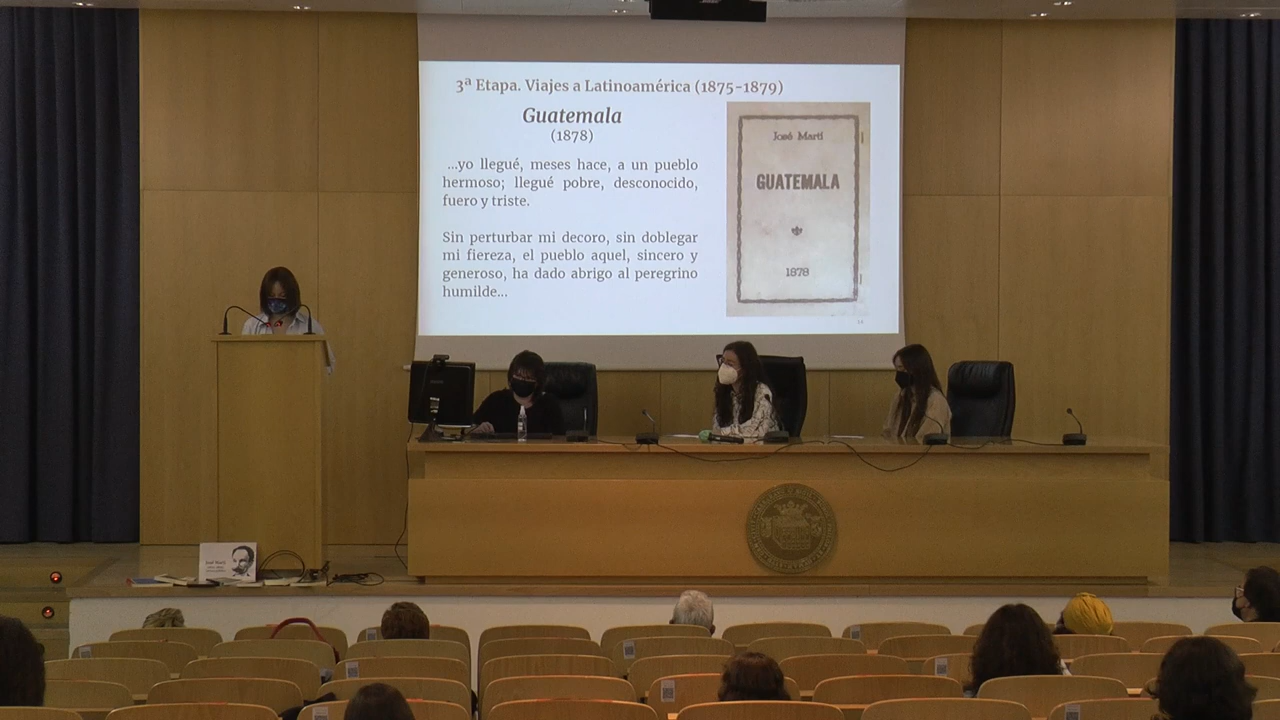 3ª Etapa. Viajes a Latinoamérica (1875-1879)
Guatemala
(1878)
...yo llegué, meses hace, a un pueblo
hermoso; llegué pobre, desconocido,
fuero y triste.
Sin perturbar mi decoro, sin doblegar
mi fiereza, el pueblo aquel, sincero y
generoso, ha dado abrigo al peregrino
humilde...
José Martí
GUATEMALA
1878
José Martí